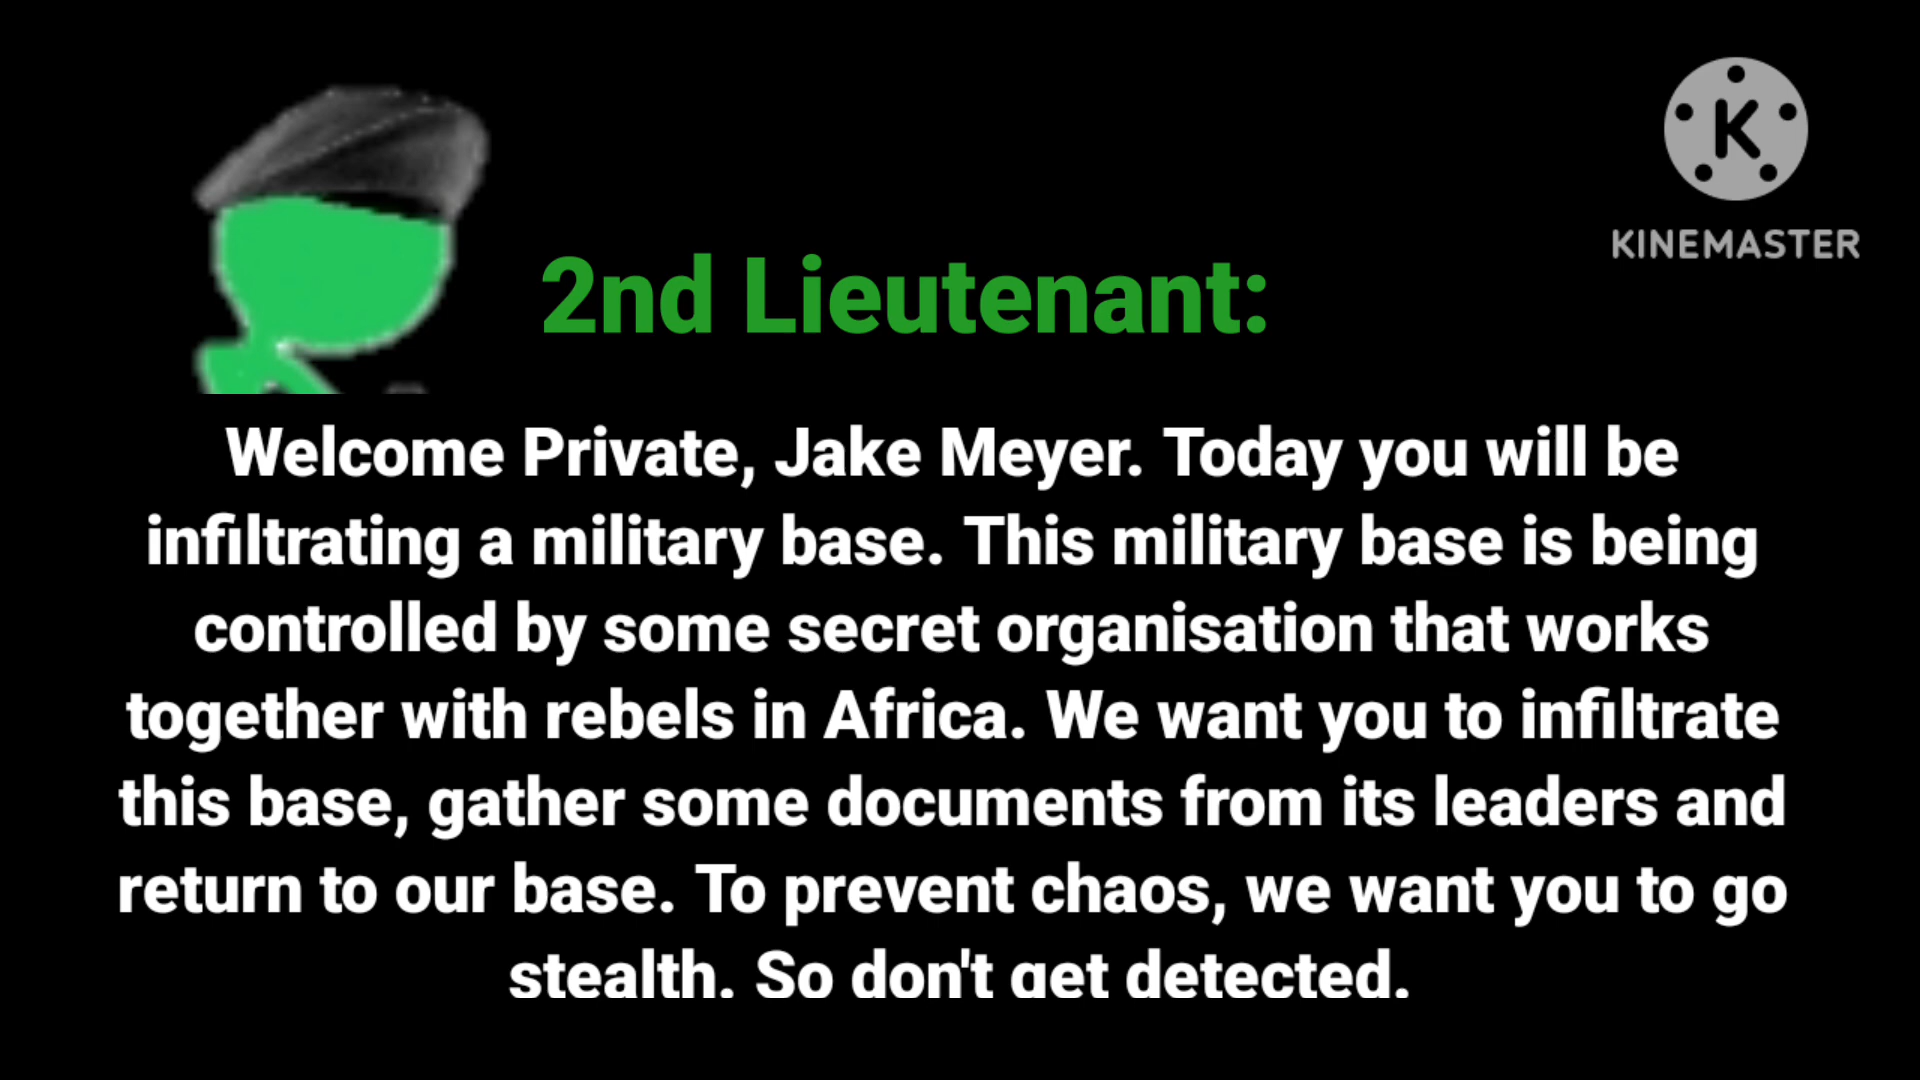 K
KINEMASTER
2nd Lieutenant:
Welcome Private, Jake Meyer. Today you will be
infiltrating a military base. This military base is being
controlled by some secret organisation that works
together with rebels in Africa. We want you to infiltrate
this base, gather some documents from its leaders and
return to our base. To prevent chaos, we want you to go
stealth. So don't get detected.